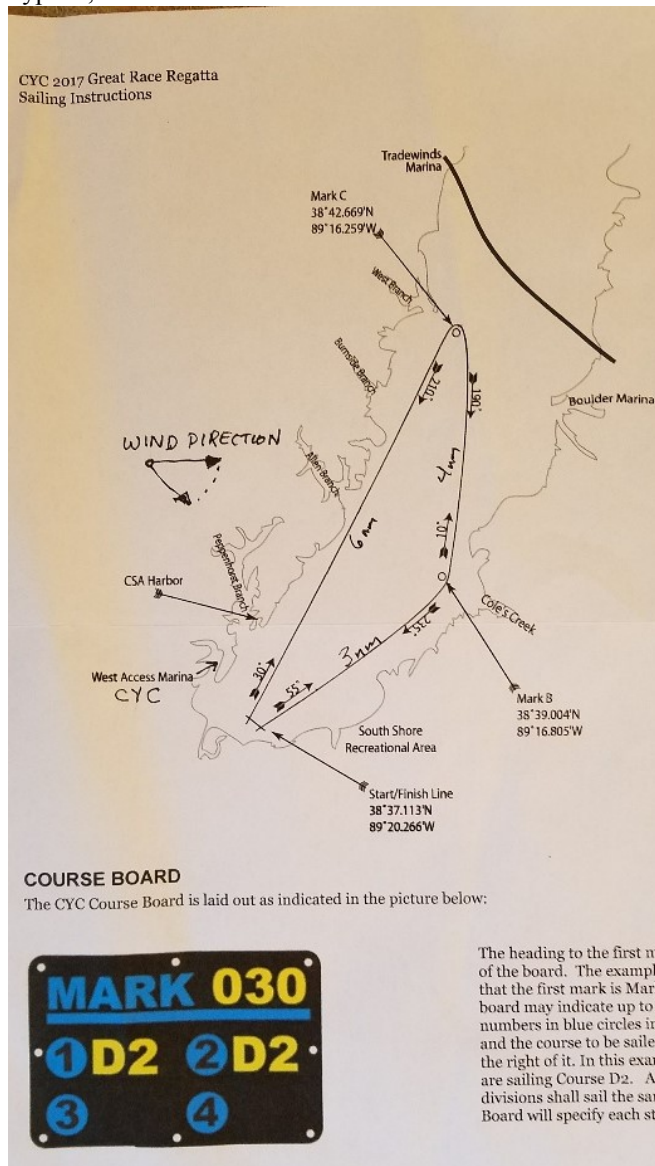 CYC 2017 Great Race Regatta
Sailing Instructions
Tradewinds
Marina
Mark C
38°42.669'N
89°16.259'W
West Branch
Burnside Branch
Boulder Marina
210°
190°
WIND DIRECTION
Allen Branch
4nm
6nm
10°
Peppenhorst Branch
CSA Harbor
Cole's Creek
235°
3nm
West Access Marina
CYC
30°
55°
Mark B
38°39.004'N
89°16.805'W
South Shore
Recreational Area
Start/Finish Line
38°37.113'N
89°20.266'W
COURSE BOARD
The CYC Course Board is laid out as indicated in the picture below:
MARK 030
1 D2 2 D2
3 4
The heading to the first
of the board. The
that the first mark is
board may indicate up to
numbers in blue circles
and the course to be
the right of it. In this
are sailing Course D2.
divisions shall sail the
Board will specify each